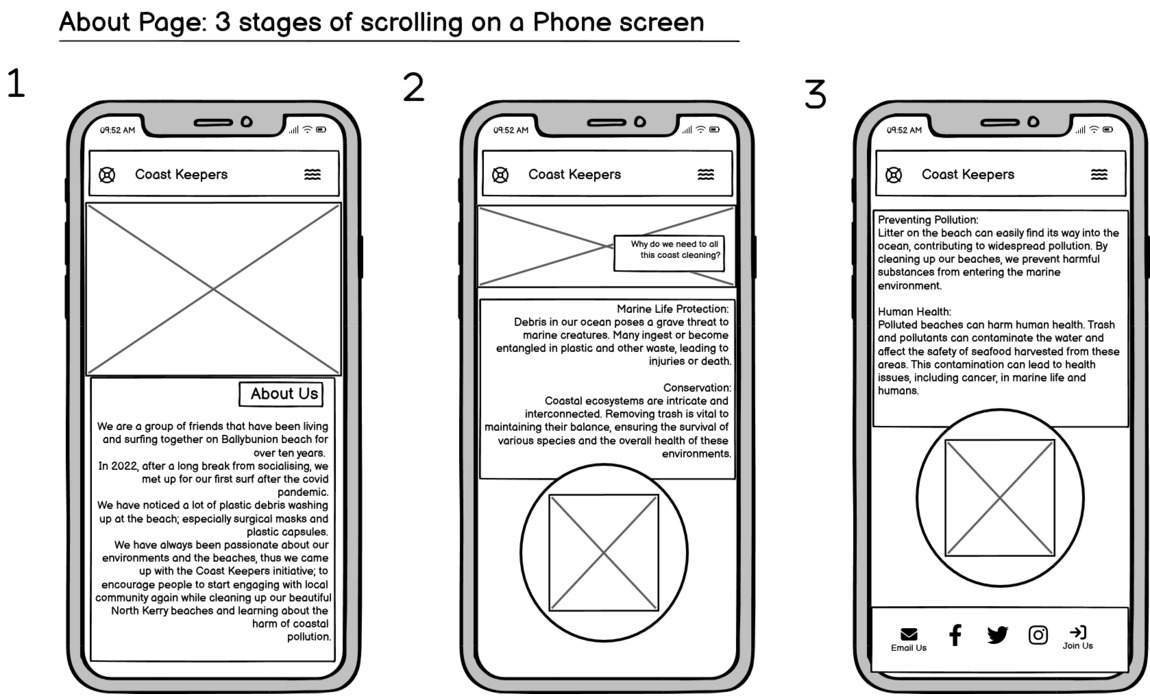 About Page: 3 stages of scrolling on a Phone screen
1
09:52 AM
Coast Keepers
About Us
We are a group of friends that have been living
and surfing together on Ballybunion beach for
over ten years.
In 2022, after a long break from socialising, we
met up for our first surf after the covid
pandemic.
We have noticed a lot of plastic debris washing
up at the beach; especially surgical masks and
plastic capsules.
We have always been passionate about our
environments and the beaches, thus we came
up with the Coast Keepers initiative; to
encourage people to start engaging with local
community again while cleaning up our beautiful
North Kerry beaches and learning about the
harm of coastal
pollution.
2
09:52 AM
Coast Keepers
Why do we need to all
this coast cleaning?
Marine Life Protection:
Debris in our ocean poses a grave threat to
marine creatures. Many ingest or become
entangled in plastic and other waste, leading to
injuries or death.
Conservation:
Coastal ecosystems are intricate and
interconnected. Removing trash is vital to
maintaining their balance, ensuring the survival of
various species and the overall health of these
environments.
3
09:52 AM
Coast Keepers
Preventing Pollution:
Litter on the beach can easily find its way into the
ocean, contributing to widespread pollution. By
cleaning up our beaches, we prevent harmful
substances from entering the marine
environment.
Human Health:
Polluted beaches can harm human health. Trash
and pollutants can contaminate the water and
affect the safety of seafood harvested from these
areas. This contamination can lead to health
issues, including cancer, in marine life and
humans.
Email Us
Join Us